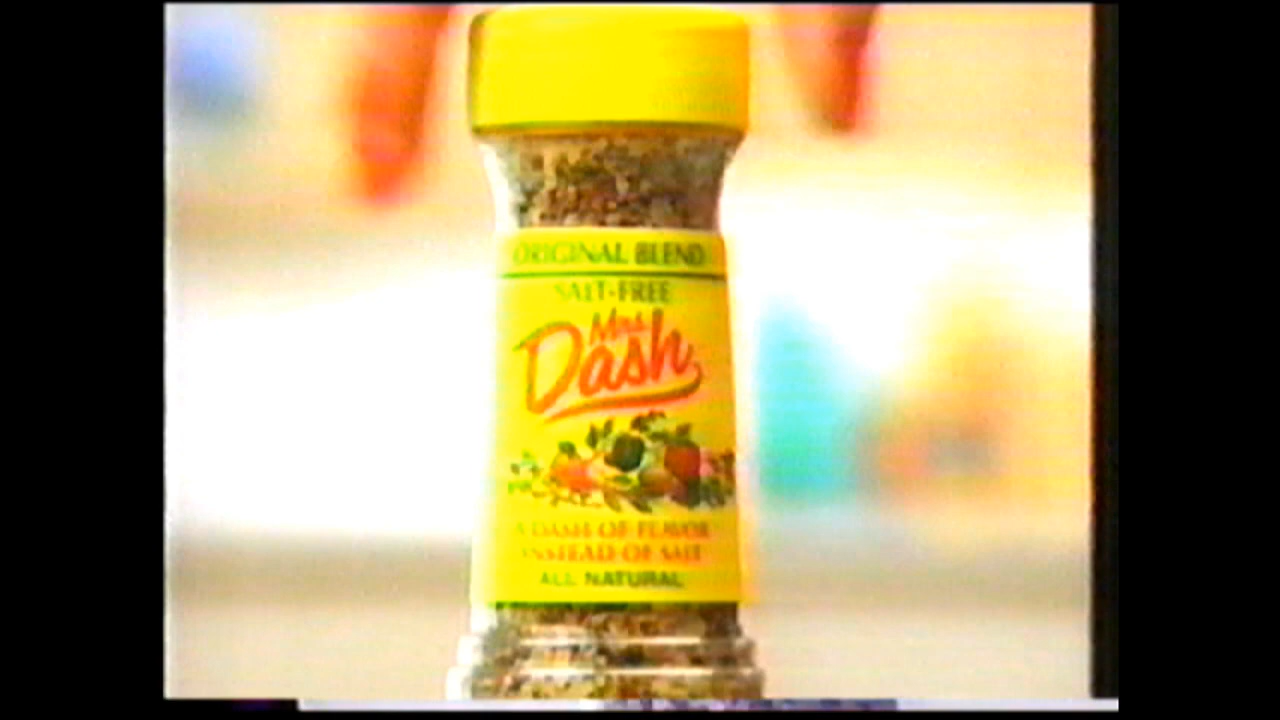 ORIGINAL BLEND
SALT-FREE
Mrs.
Dash
A DASH OF FLAVOR
INSTEAD OF SALT
ALL NATURAL